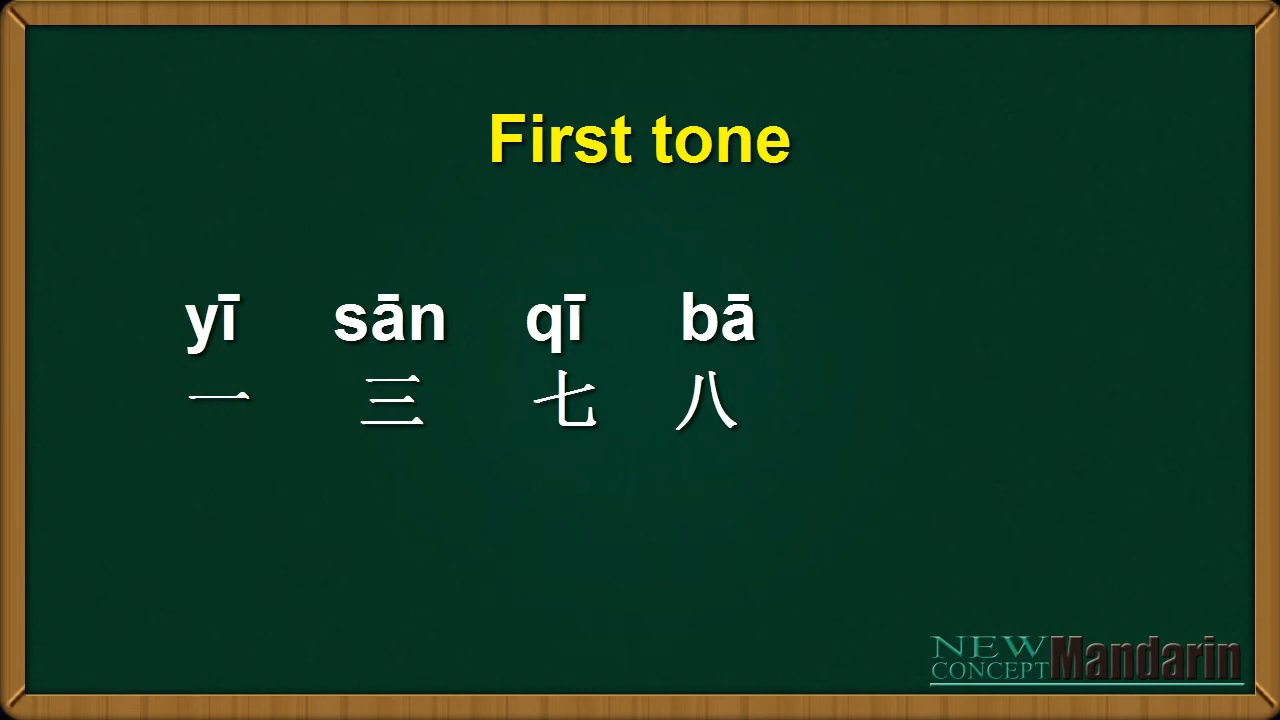 First tone
yī sān qī bā
一 三 七 八
NEW CONCEPT Mandarin